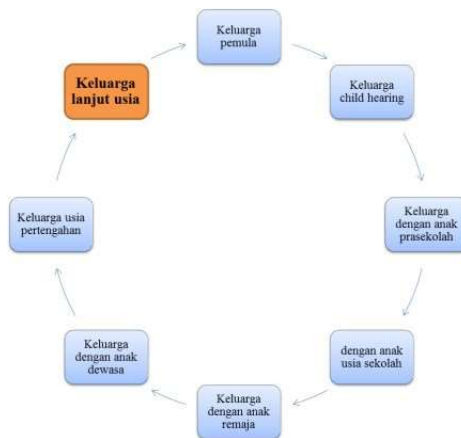 Keluarga
pemula
Keluarga
child hearing
Keluarga
dengan anak
prasekolah
dengan anak
usia sekolah
Keluarga
dengan anak
remaja
Keluarga
dengan anak
dewasa
Keluarga usia
pertengahan
Keluarga
lanjut usia